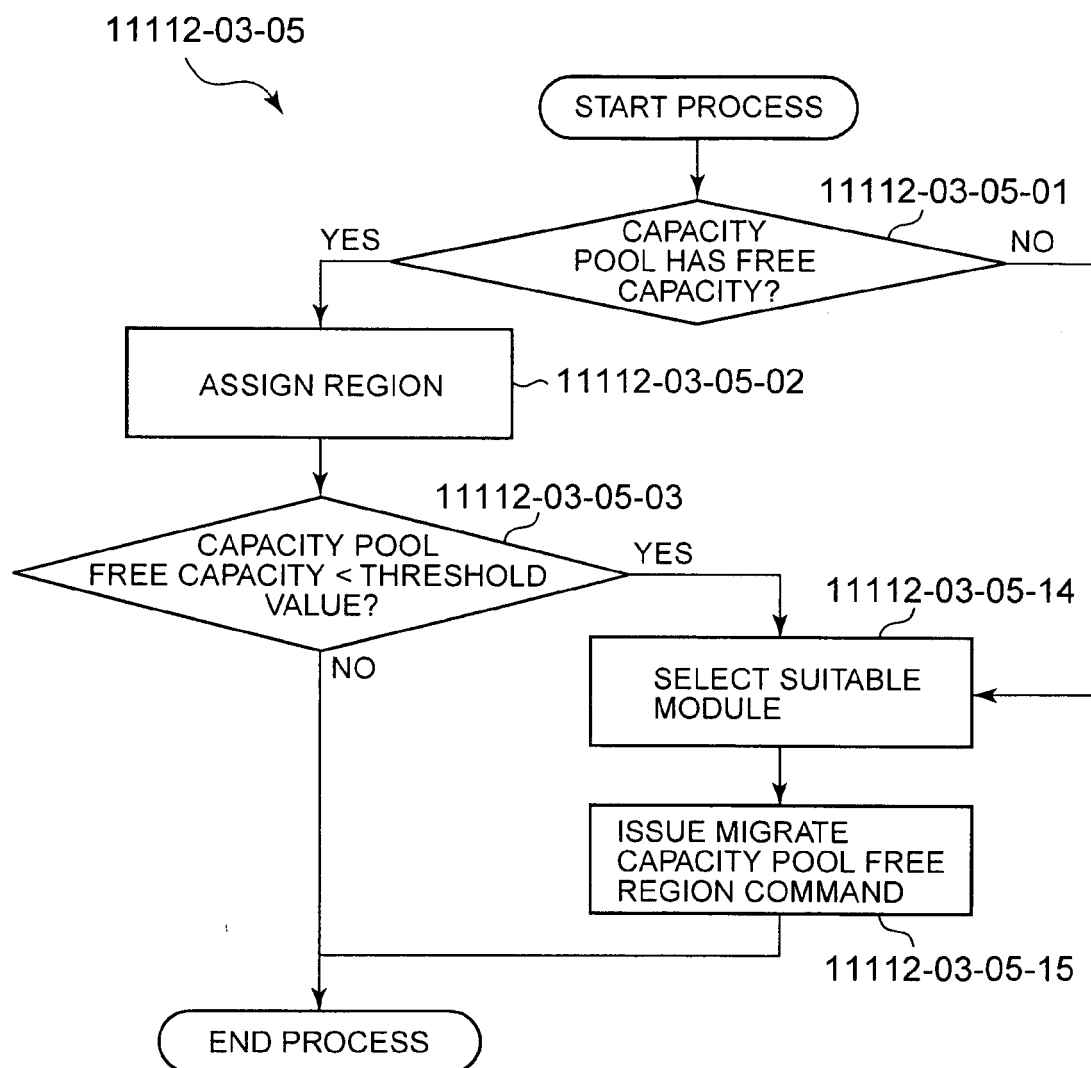 11112-03-05
START PROCESS
11112-03-05-01
YES
CAPACITY
POOL HAS FREE
CAPACITY?
NO
ASSIGN REGION
11112-03-05-02
11112-03-05-03
CAPACITY POOL
FREE CAPACITY < THRESHOLD
VALUE?
YES
NO
11112-03-05-14
SELECT SUITABLE
MODULE
ISSUE MIGRATE
CAPACITY POOL FREE
REGION COMMAND
11112-03-05-15
END PROCESS